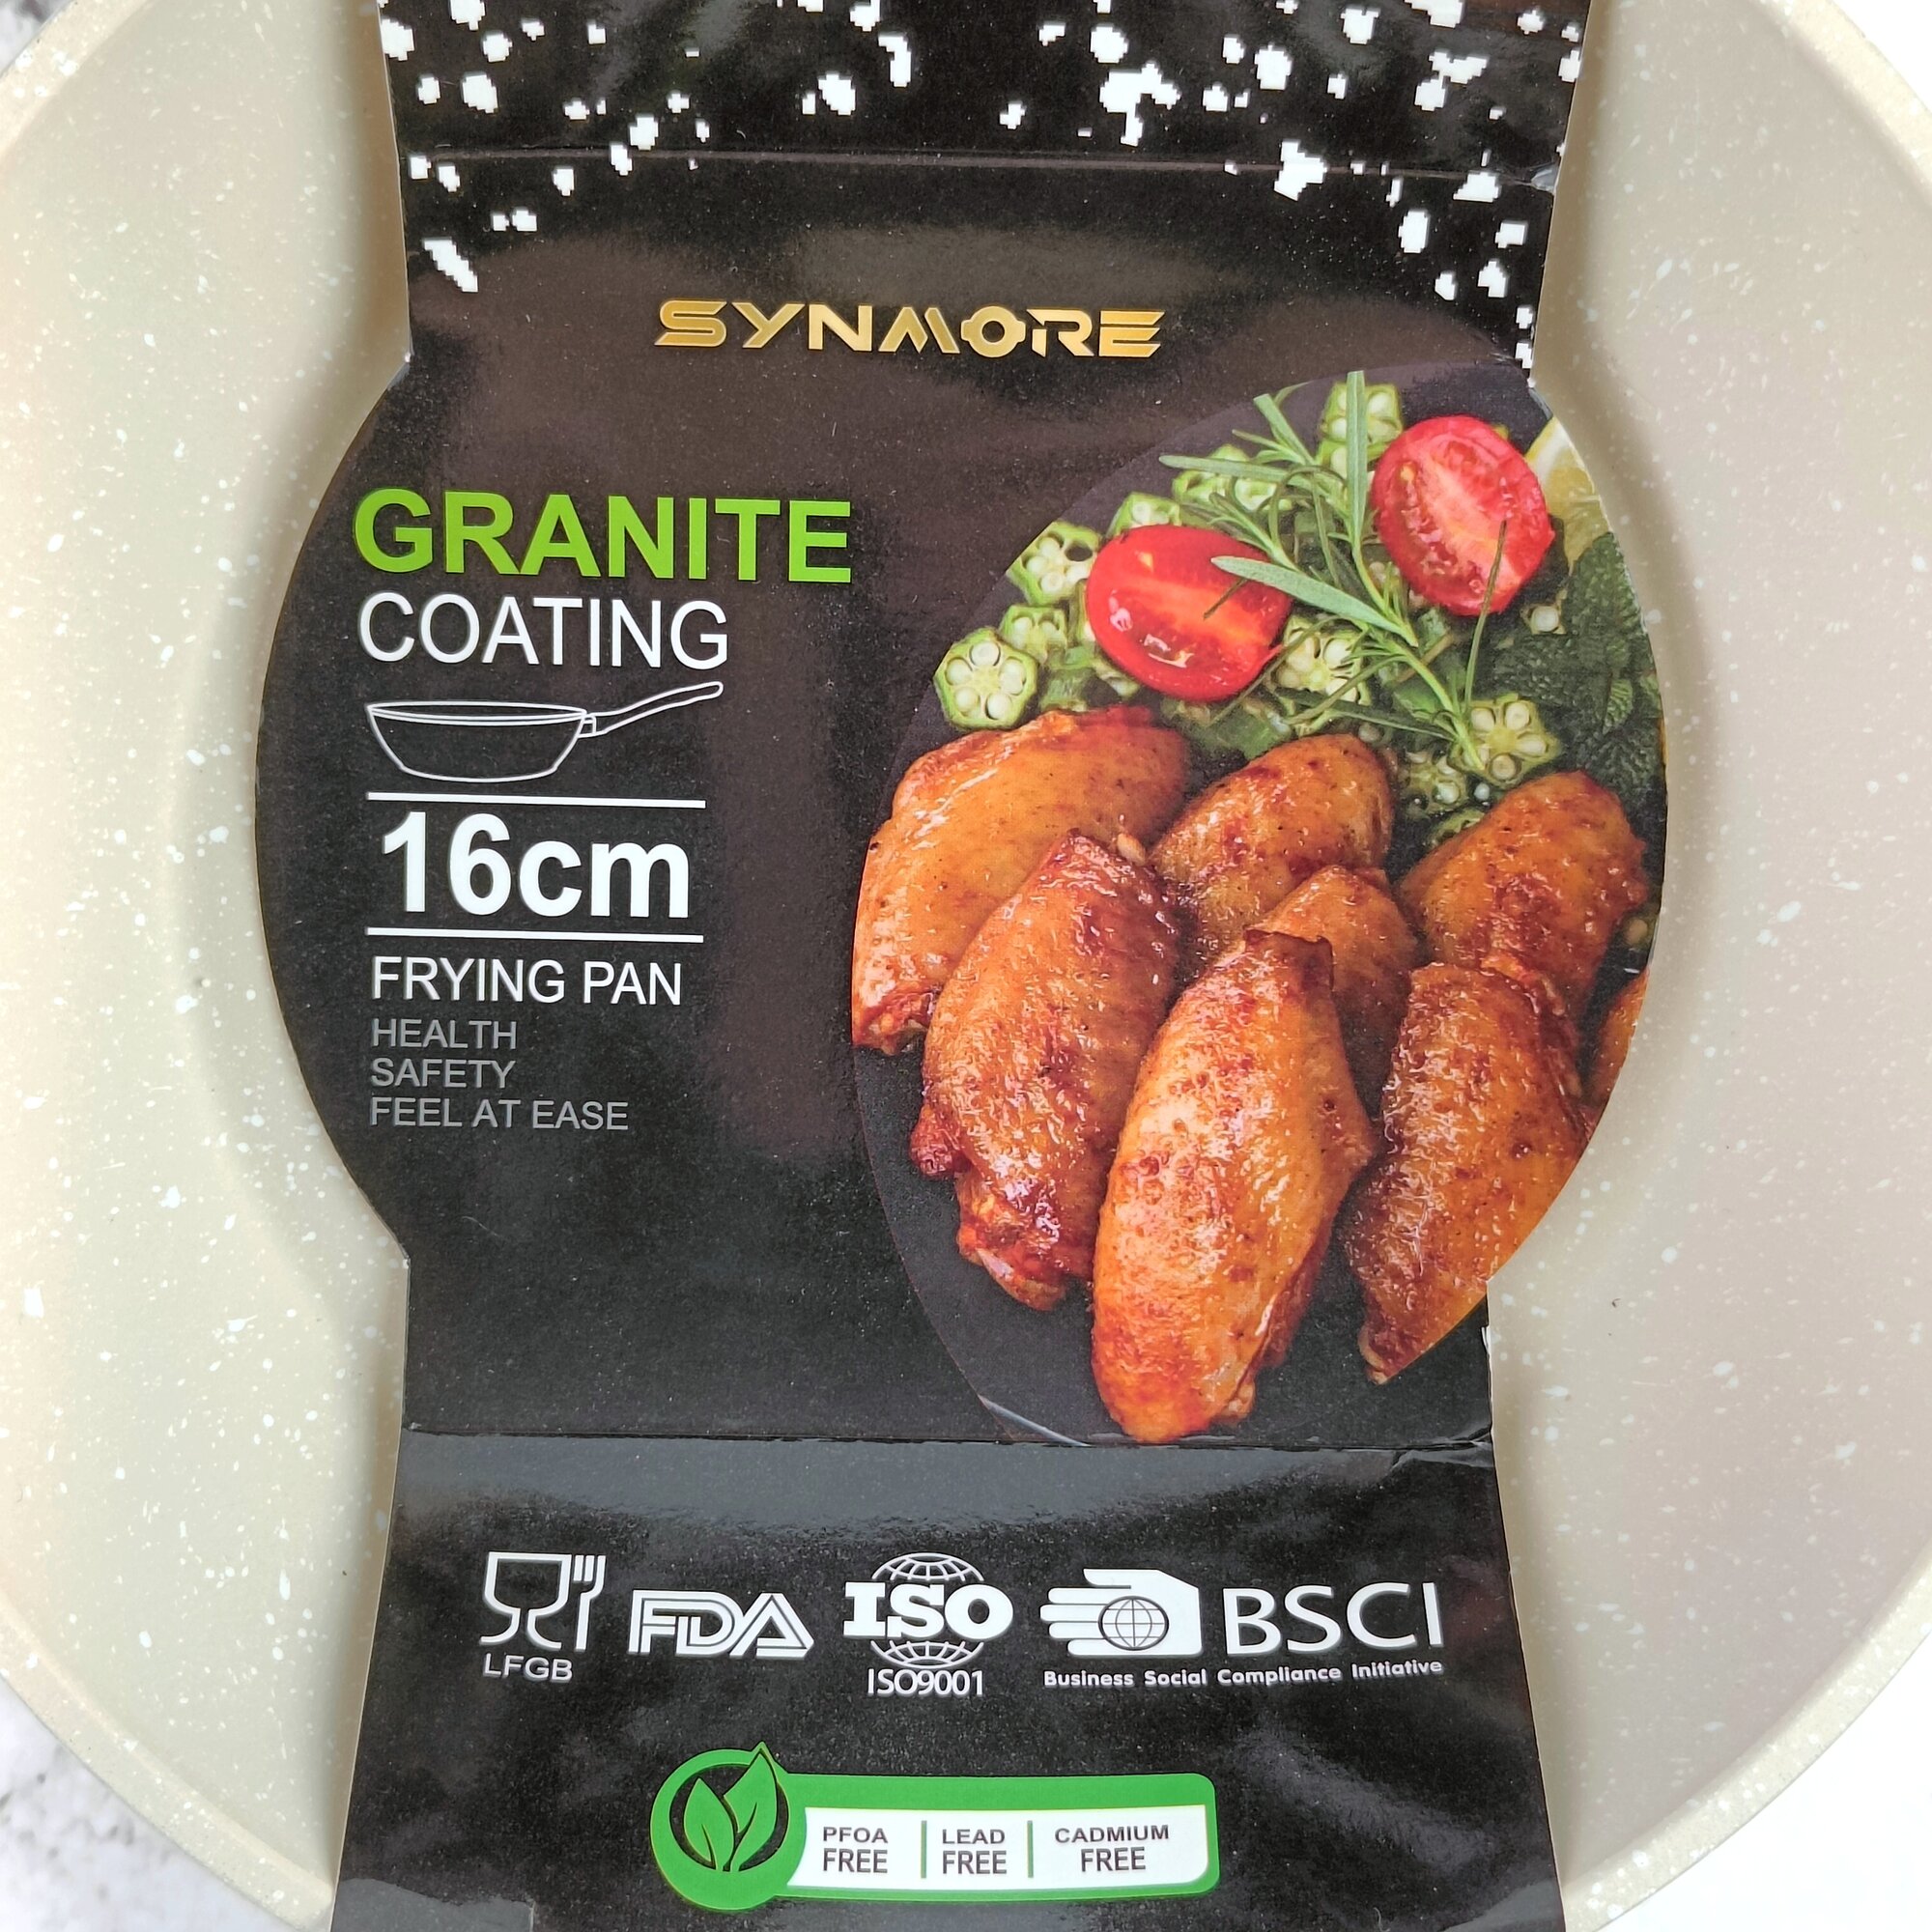 SYNMORE
GRANITE
COATING
16cm
FRYING PAN
HEALTH
SAFETY
FEEL AT EASE
LFGB
FDA
ISO
ISO9001
BSCI
Business Social Compliance Initiative
PFOA
FREE
LEAD
FREE
CADMIUM
FREE